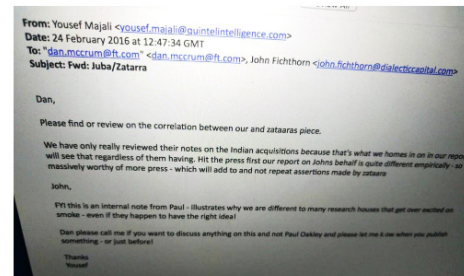 From: Yousef Majali <yousef.majali@quintelintelligence.com>
Date: 24 February 2016 at 12:47:34 GMT
To: "dan.mccrum@ft.com" <dan.mccrum@ft.com>, John Fichthorn <john.fichthorn@dialecticcapital.com>
Subject: Fwd: Juba/Zatarra
Dan,
Please find or review on the correlation between our and zataaras piece.
We have only really reviewed their notes on the Indian acquisitions because that's what we homes in on in our repo
will see that regardless of them having. Hit the press first our report on Johns behalf is quite different empirically - so
massively worthy of more press - which will add to and not repeat assertions made by zataara
John,
FYI this is an internal note from Paul - illustrates why we are different to many research houses that get over excited on
smoke - even if they happen to have the right idea!
Dan please call me if you want to discuss anything on this and not Paul Oakley and please let me k ow when you publish
something - or just before!
Thanks
Yousef